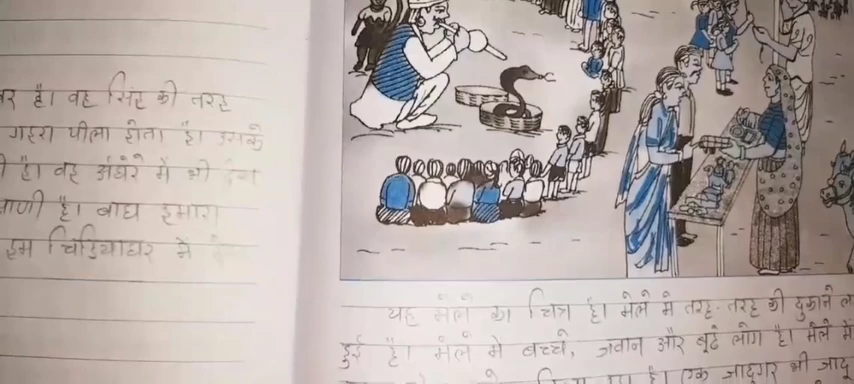 है। वह सिंह की तरह
गहरा पीला होता है। उसके
है। वह अंधेरे में भी
है। बाघ हमारा
हम चिड़ियाघर में
यह मेले का चित्र है। मेले मे तरह-तरह की दुकाने
हुई है। मेले मे बच्चे, जवान और बूढे लोग है। मेले मे
है। एक जादूगर भी जादू